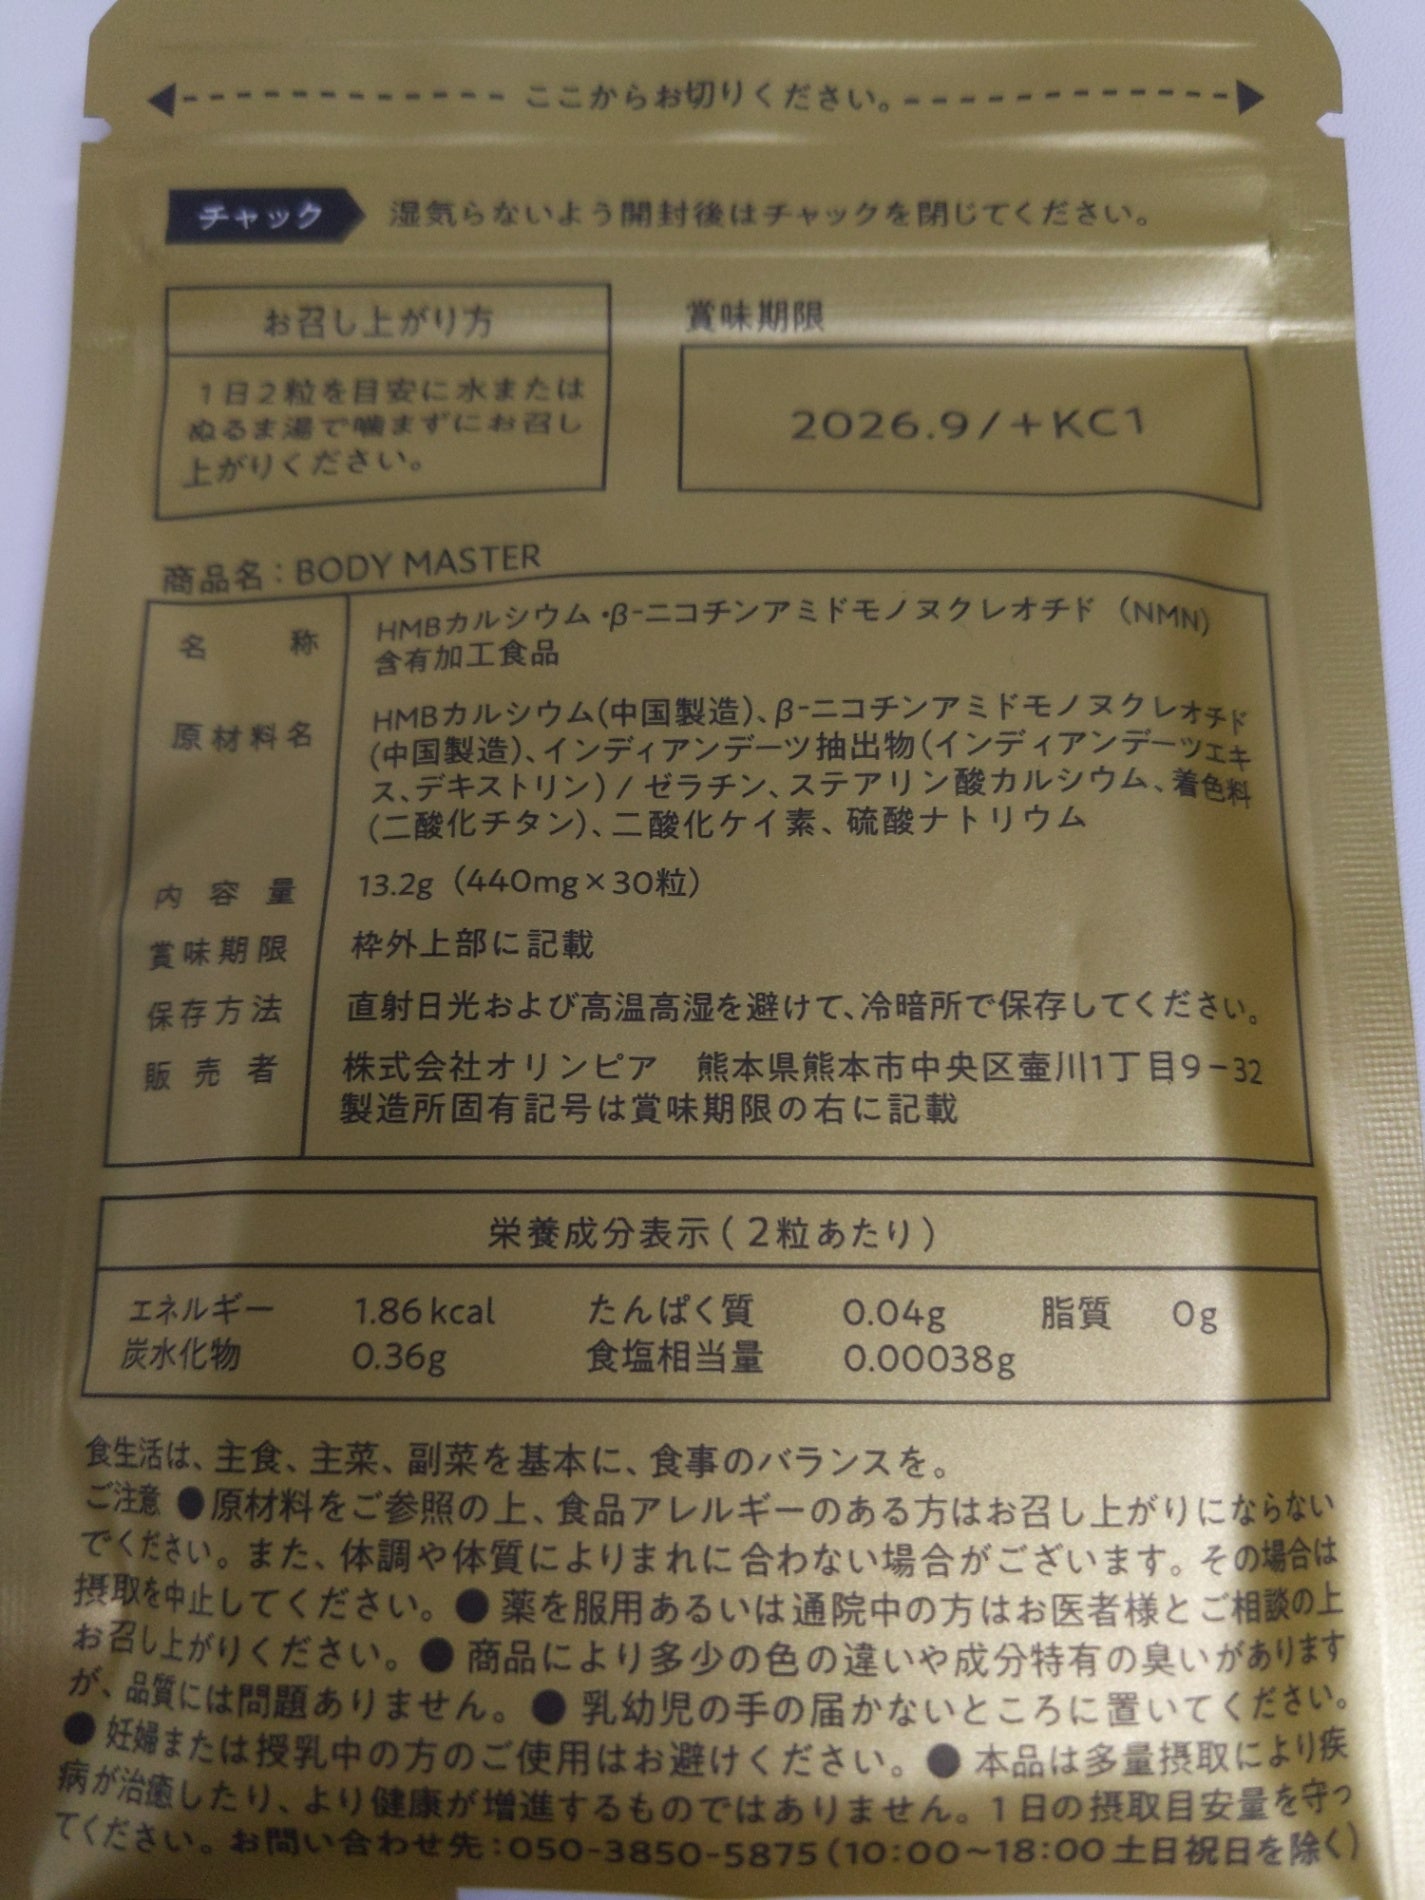 ここからお切りください。
チャック 湿気らないよう開封後はチャックを閉じてください。
お召し上がり方
1日2粒を目安に水または
ぬるま湯で噛まずにお召し
上がりください。
賞味期限
2026.9/+KC1
商品名：BODY MASTER
名称 HMBカルシウム・β-ニコチンアミドモノヌクレオチド（NMN）
含有加工食品
原材料名 HMBカルシウム(中国製造)、β-ニコチンアミドモノヌクレオチド
(中国製造)、インディアンデーツ抽出物(インディアンデーツエキ
ス、デキストリン) / ゼラチン、ステアリン酸カルシウム、着色料
(二酸化チタン)、二酸化ケイ素、硫酸ナトリウム
内容量 13.2g（440mg×30粒）
賞味期限 枠外上部に記載
保存方法 直射日光および高温高湿を避けて、冷暗所で保存してください。
販売者 株式会社オリンピア 熊本県熊本市中央区壷川1丁目9-32
製造所固有記号は賞味期限の右に記載
栄養成分表示(2粒あたり)
エネルギー 1.86kcal たんぱく質 0.04g 脂質 0g
炭水化物 0.36g 食塩相当量 0.00038g
食生活は、主食、主菜、副菜を基本に、食事のバランスを。
ご注意 ●原材料をご参照の上、食品アレルギーのある方はお召し上がりにならない
でください。また、体調や体質によりまれに合わない場合がございます。その場合は
摂取を中止してください。●薬を服用あるいは通院中の方はお医者様とご相談の上
お召し上がりください。●商品により多少の色の違いや成分特有の臭いがあります
が、品質には問題ありません。●乳幼児の手の届かないところに置いてください。
●妊婦または授乳中の方のご使用はお避けください。●本品は多量摂取により疾
病が治癒したり、より健康が増進するものではありません。1日の摂取目安量を守っ
てください。お問い合わせ先：050-3850-5875(10:00〜18:00 土日祝日を除く)